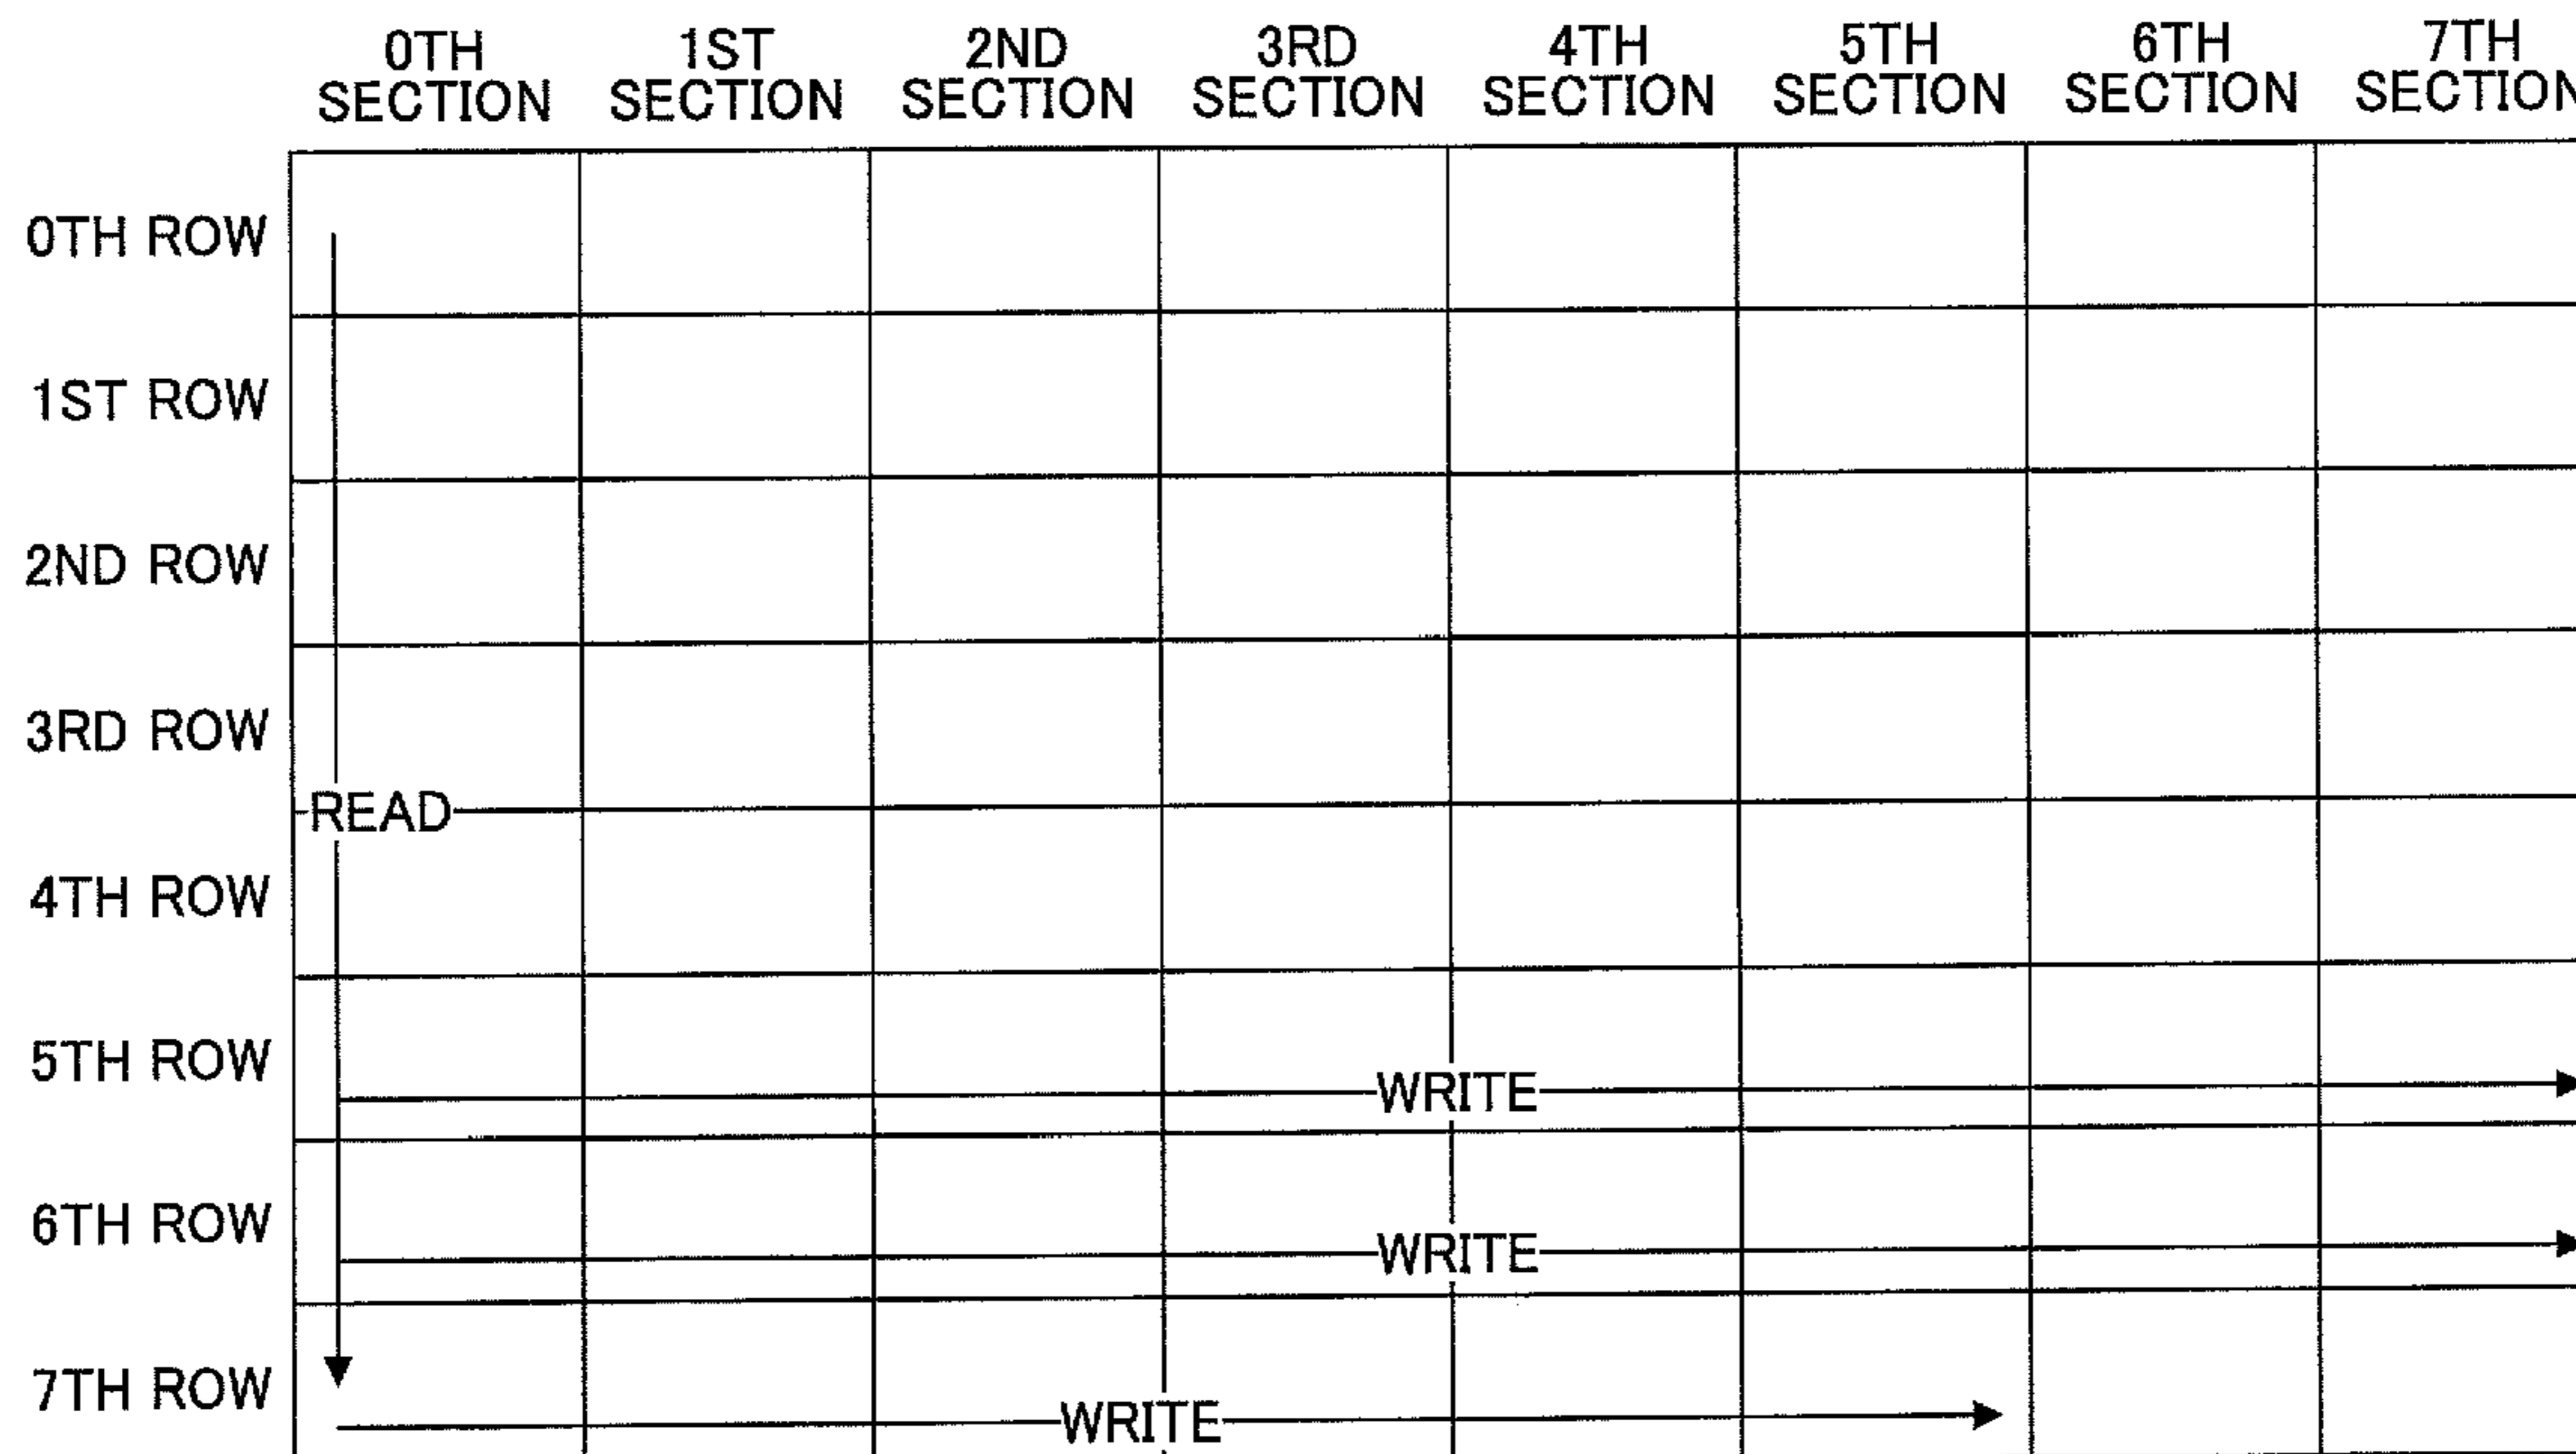 0TH 1ST 2ND 3RD 4TH 5TH 6TH 7TH
SECTION SECTION SECTION SECTION SECTION SECTION SECTION SECTION
0TH ROW
1ST ROW
2ND ROW
3RD ROW
READ
4TH ROW
5TH ROW
WRITE
6TH ROW
WRITE
7TH ROW
WRITE